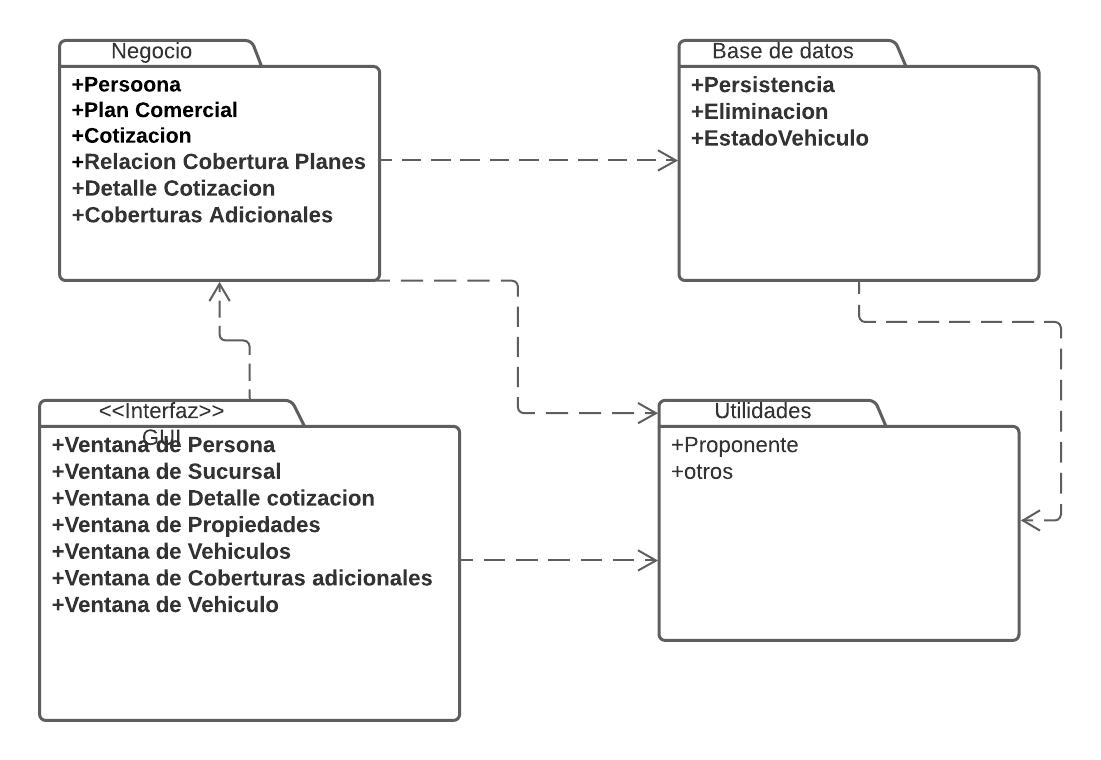 Negocio
+Persoona
+Plan Comercial
+Cotizacion
+Relacion Cobertura Planes
+Detalle Cotizacion
+Coberturas Adicionales
Base de datos
+Persistencia
+Eliminacion
+EstadoVehiculo
<<Interfaz>>
GUI
+Ventana de Persona
+Ventana de Sucursal
+Ventana de Detalle cotizacion
+Ventana de Propiedades
+Ventana de Vehiculos
+Ventana de Coberturas adicionales
+Ventana de Vehiculo
Utilidades
+Proponente
+otros